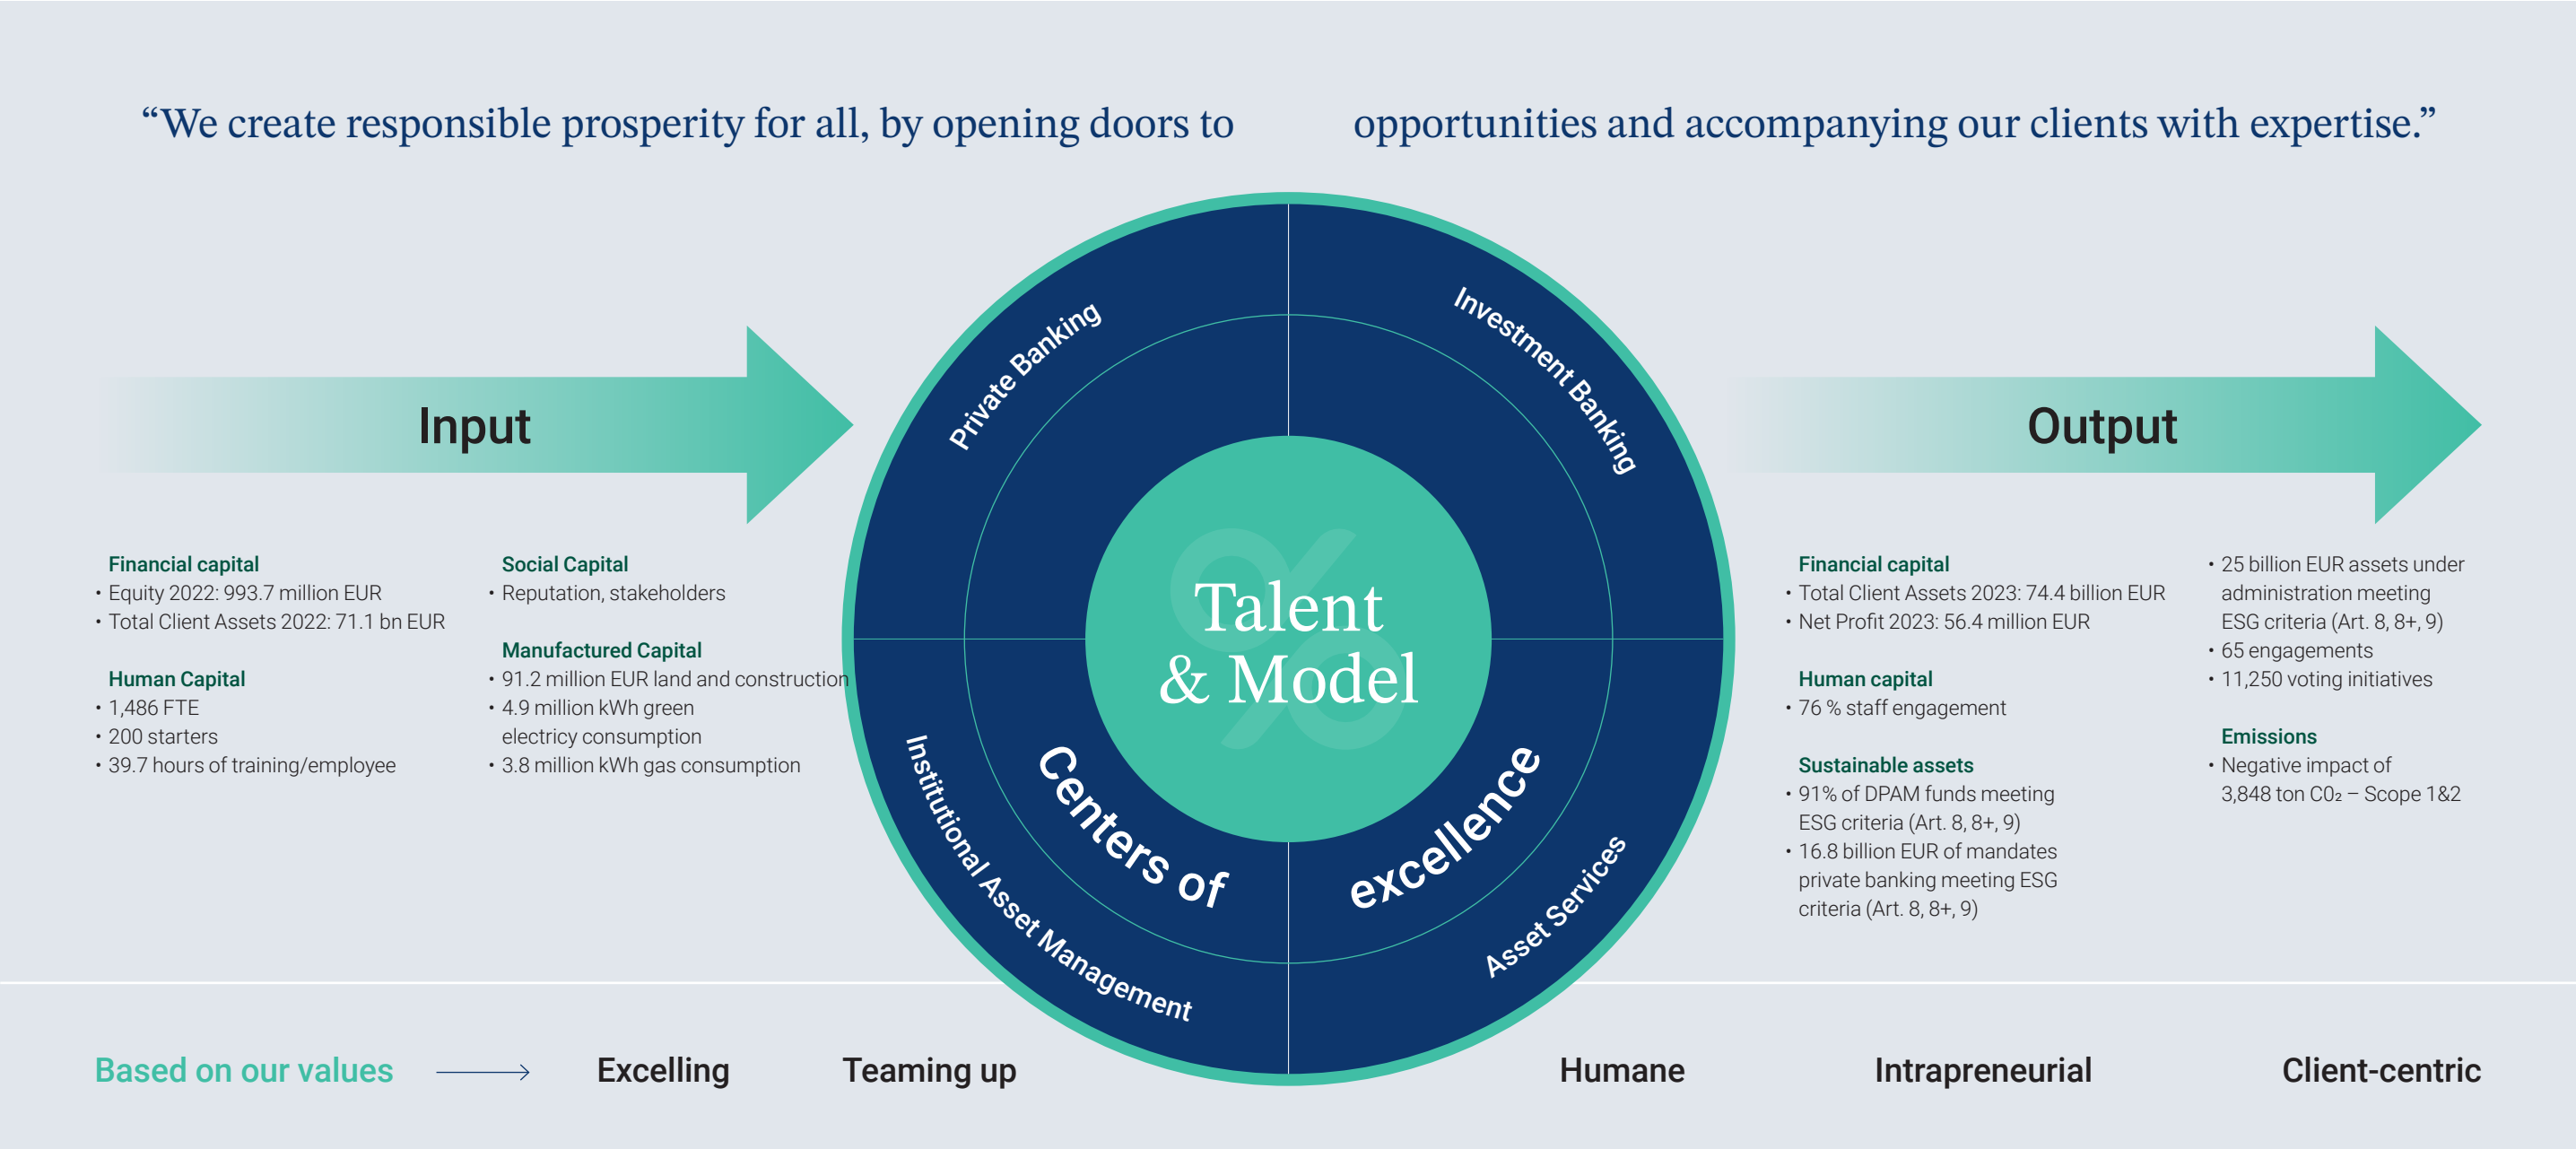 “We create responsible prosperity for all, by opening doors to opportunities and accompanying our clients with expertise.”
Input
Financial capital
• Equity 2022: 993.7 million EUR
• Total Client Assets 2022: 71.1 bn EUR
Human Capital
• 1,486 FTE
• 200 starters
• 39.7 hours of training/employee
Social Capital
• Reputation, stakeholders
Manufactured Capital
• 91.2 million EUR land and construction
• 4.9 million kWh green
electricy consumption
• 3.8 million kWh gas consumption
Private Banking
Investment Banking
Talent
& Model
Centers of excellence
Institutional Asset Management
Asset Services
Output
Financial capital
• Total Client Assets 2023: 74.4 billion EUR
• Net Profit 2023: 56.4 million EUR
Human capital
• 76 % staff engagement
Sustainable assets
• 91% of DPAM funds meeting
ESG criteria (Art. 8, 8+, 9)
• 16.8 billion EUR of mandates
private banking meeting ESG
criteria (Art. 8, 8+, 9)
• 25 billion EUR assets under
administration meeting
ESG criteria (Art. 8, 8+, 9)
• 65 engagements
• 11,250 voting initiatives
Emissions
• Negative impact of
3,848 ton C0₂ – Scope 1&2
Based on our values
Excelling
Teaming up
Humane
Intrapreneurial
Client-centric